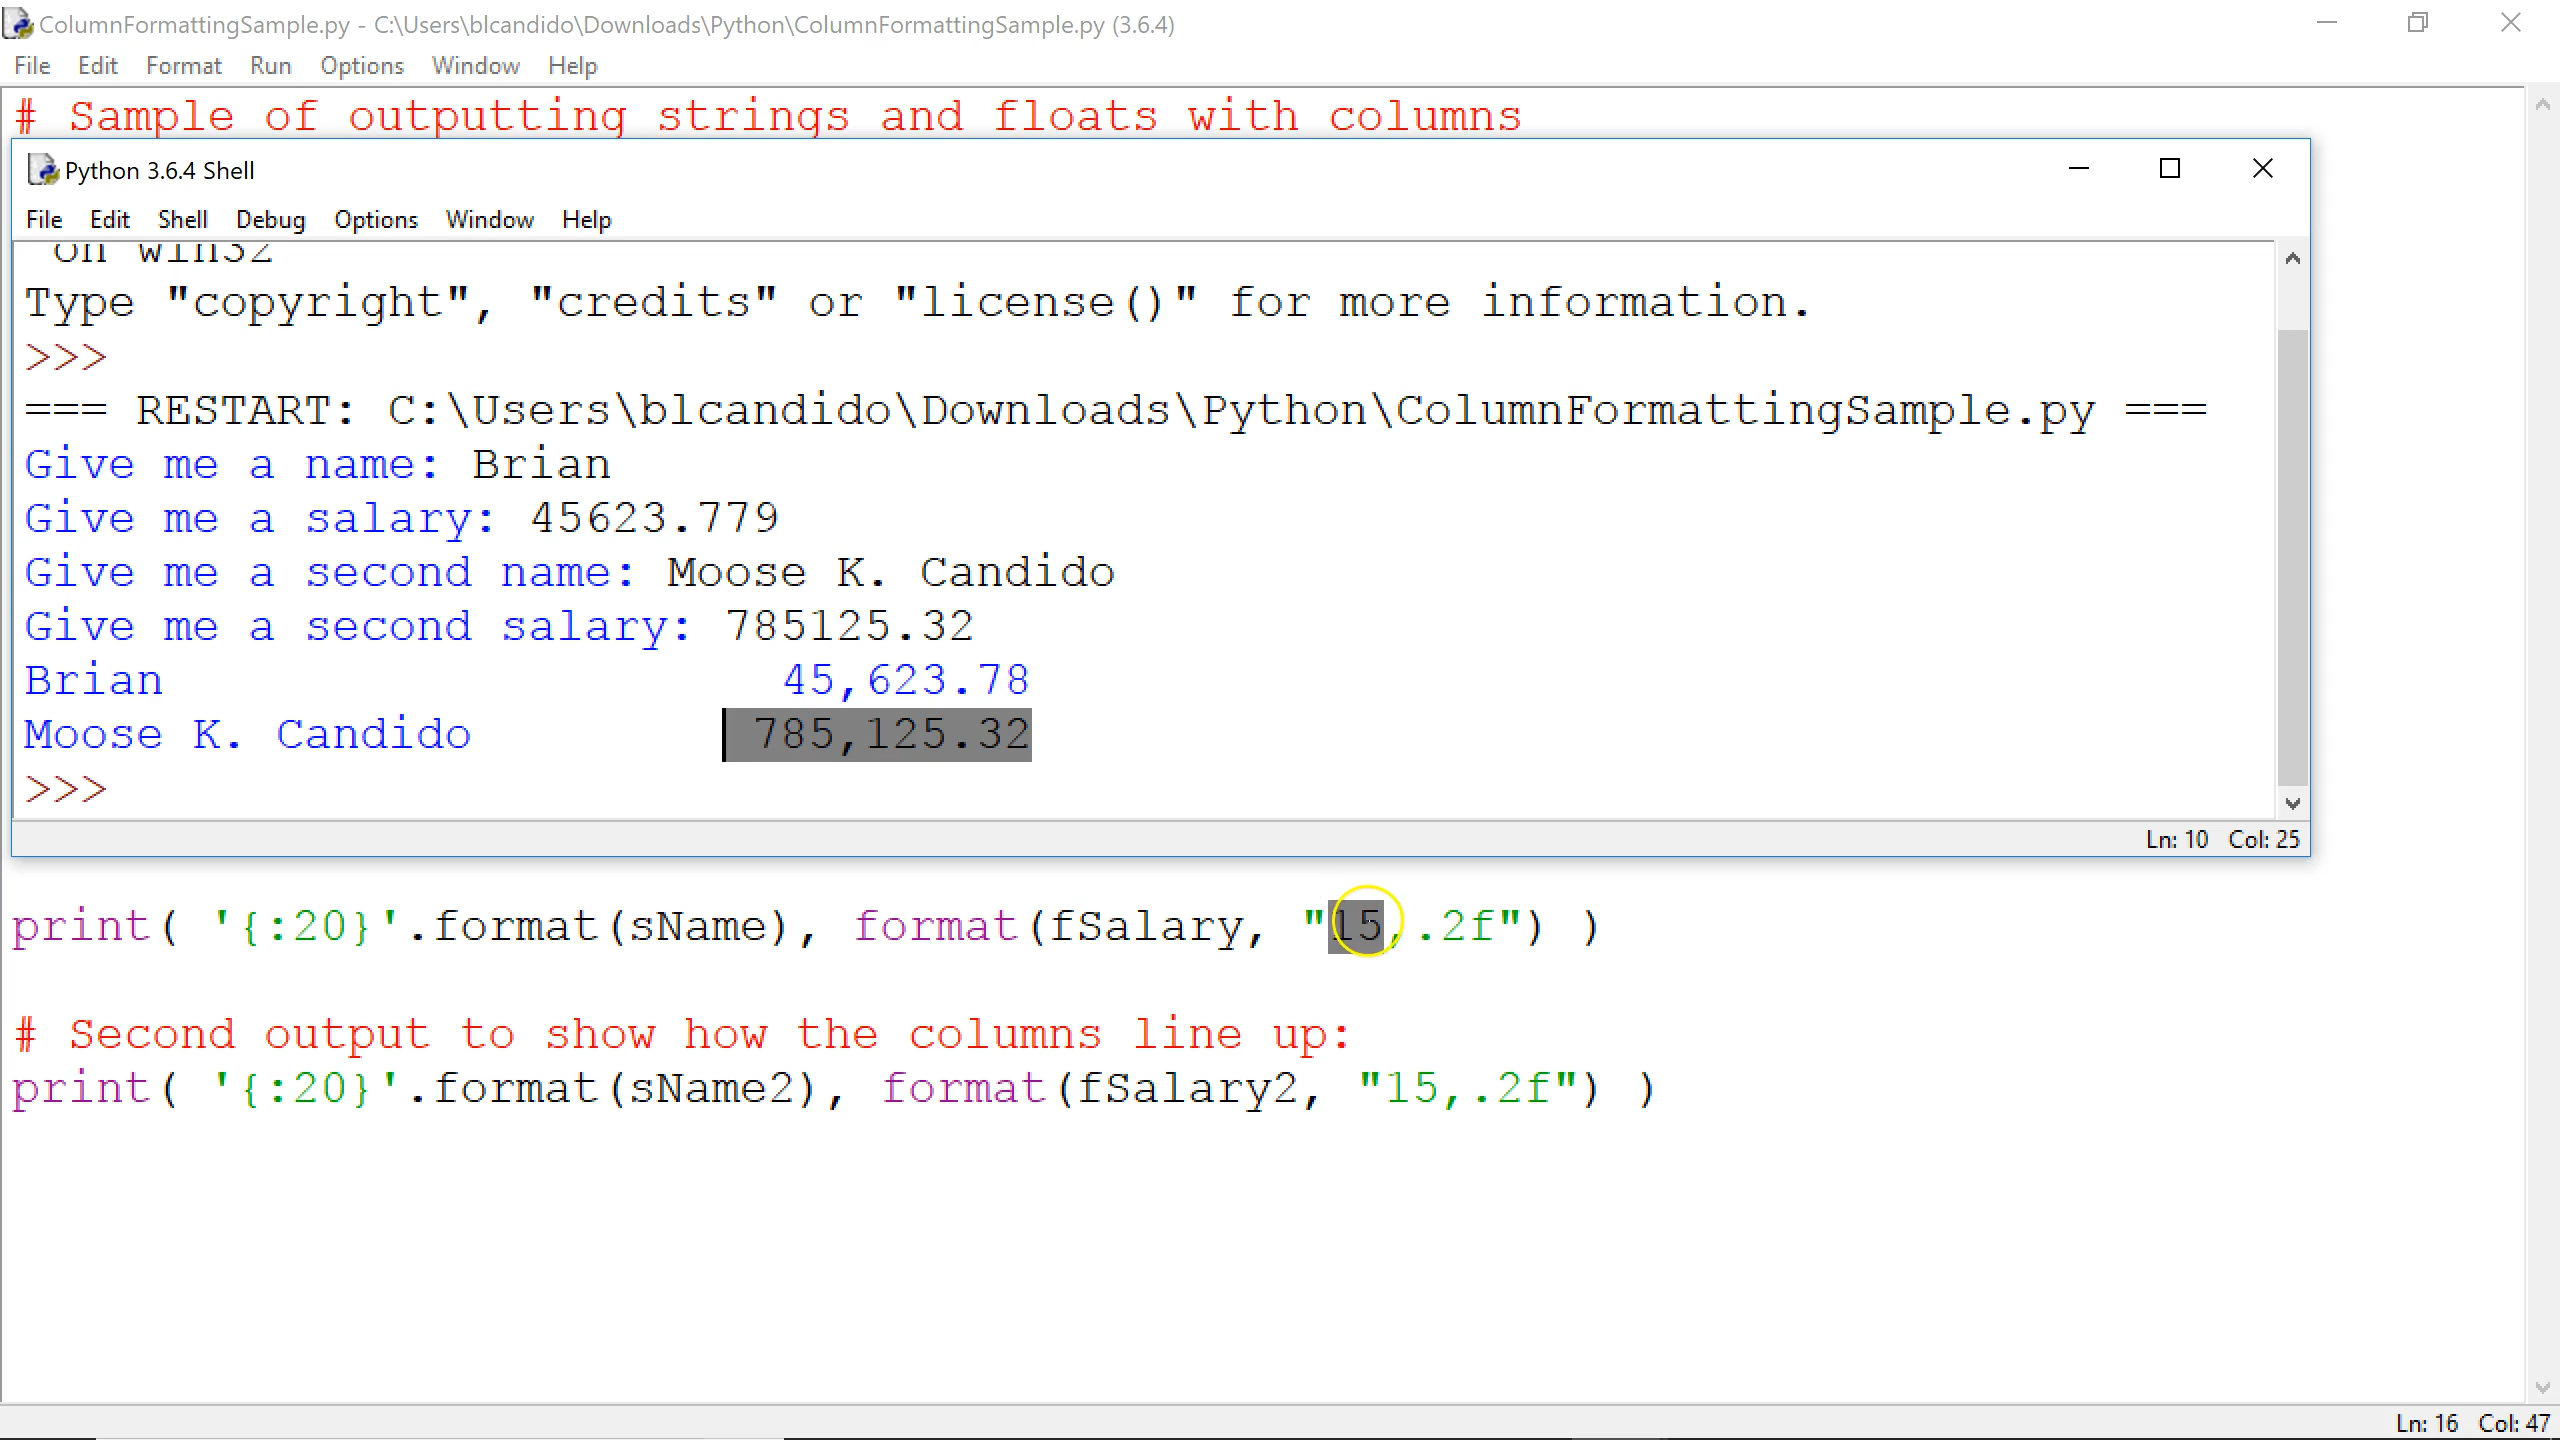 ColumnFormattingSample.py - C:\Users\blcandido\Downloads\Python\ColumnFormattingSample.py (3.6.4)
File Edit Format Run Options Window Help
# Sample of outputting strings and floats with columns
Python 3.6.4 Shell
File Edit Shell Debug Options Window Help
on win32
Type "copyright", "credits" or "license()" for more information.
>>>
=== RESTART: C:\Users\blcandido\Downloads\Python\ColumnFormattingSample.py ===
Give me a name: Brian
Give me a salary: 45623.779
Give me a second name: Moose K. Candido
Give me a second salary: 785125.32
Brian                      45,623.78
Moose K. Candido          785,125.32
>>>
Ln: 10 Col: 25
print( '{:20}'.format(sName), format(fSalary, "15,.2f") )
# Second output to show how the columns line up:
print( '{:20}'.format(sName2), format(fSalary2, "15,.2f") )
Ln: 16 Col: 47